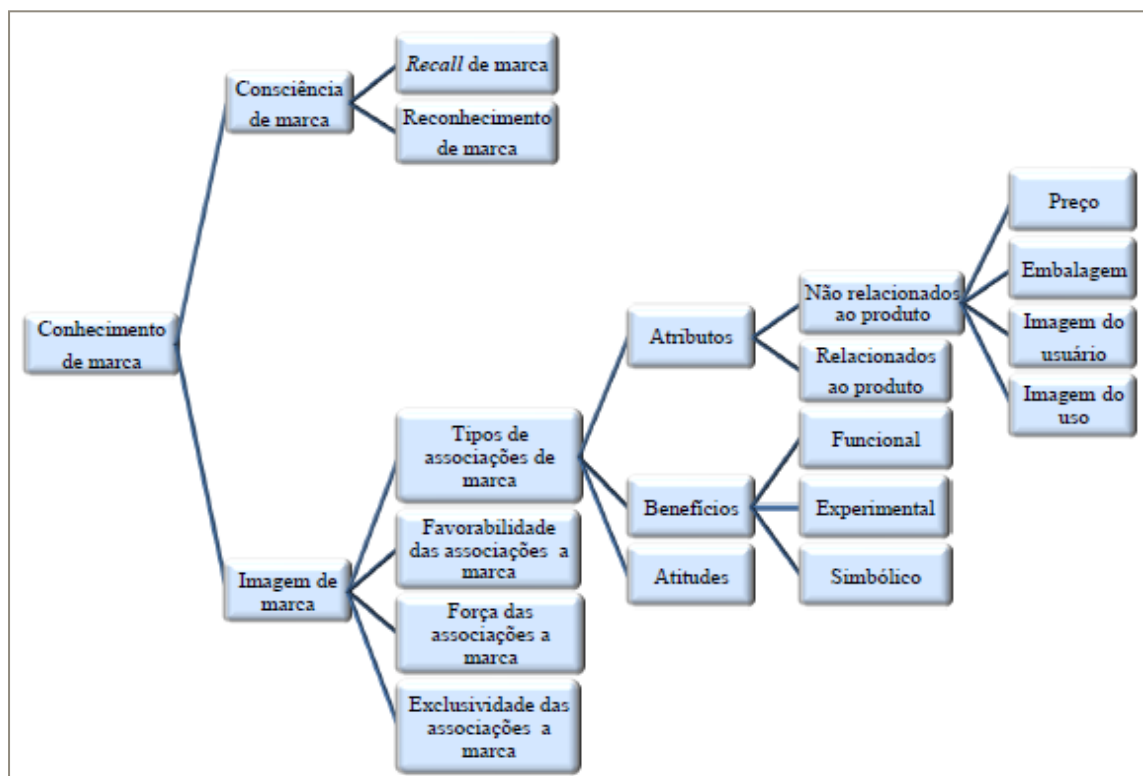 Recall de marca
Consciência
de marca
Reconhecimento
de marca
Preço
Embalagem
Não relacionados
ao produto
Imagem do
usuário
Conhecimento
de marca
Atributos
Relacionados
ao produto
Imagem do
uso
Tipos de
associações de
marca
Funcional
Benefícios
Experimental
Favorabilidade
das associações a
marca
Atitudes
Simbólico
Imagem de
marca
Força das
associações a
marca
Exclusividade das
associações a
marca